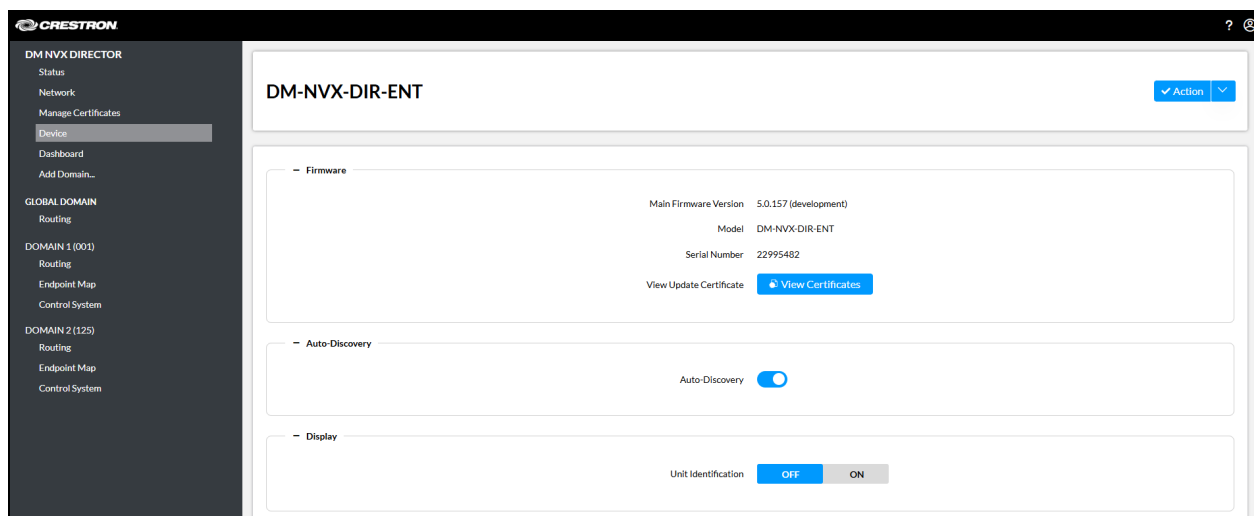 CRESTRON
?
DM NVX DIRECTOR
Status
Network
Manage Certificates
Device
Dashboard
Add Domain...
GLOBAL DOMAIN
Routing
DOMAIN 1 (001)
Routing
Endpoint Map
Control System
DOMAIN 2 (125)
Routing
Endpoint Map
Control System
DM-NVX-DIR-ENT
Action
Firmware
Main Firmware Version 5.0.157 (development)
Model DM-NVX-DIR-ENT
Serial Number 22995482
View Update Certificate View Certificates
Auto-Discovery
Auto-Discovery
Display
Unit Identification OFF ON